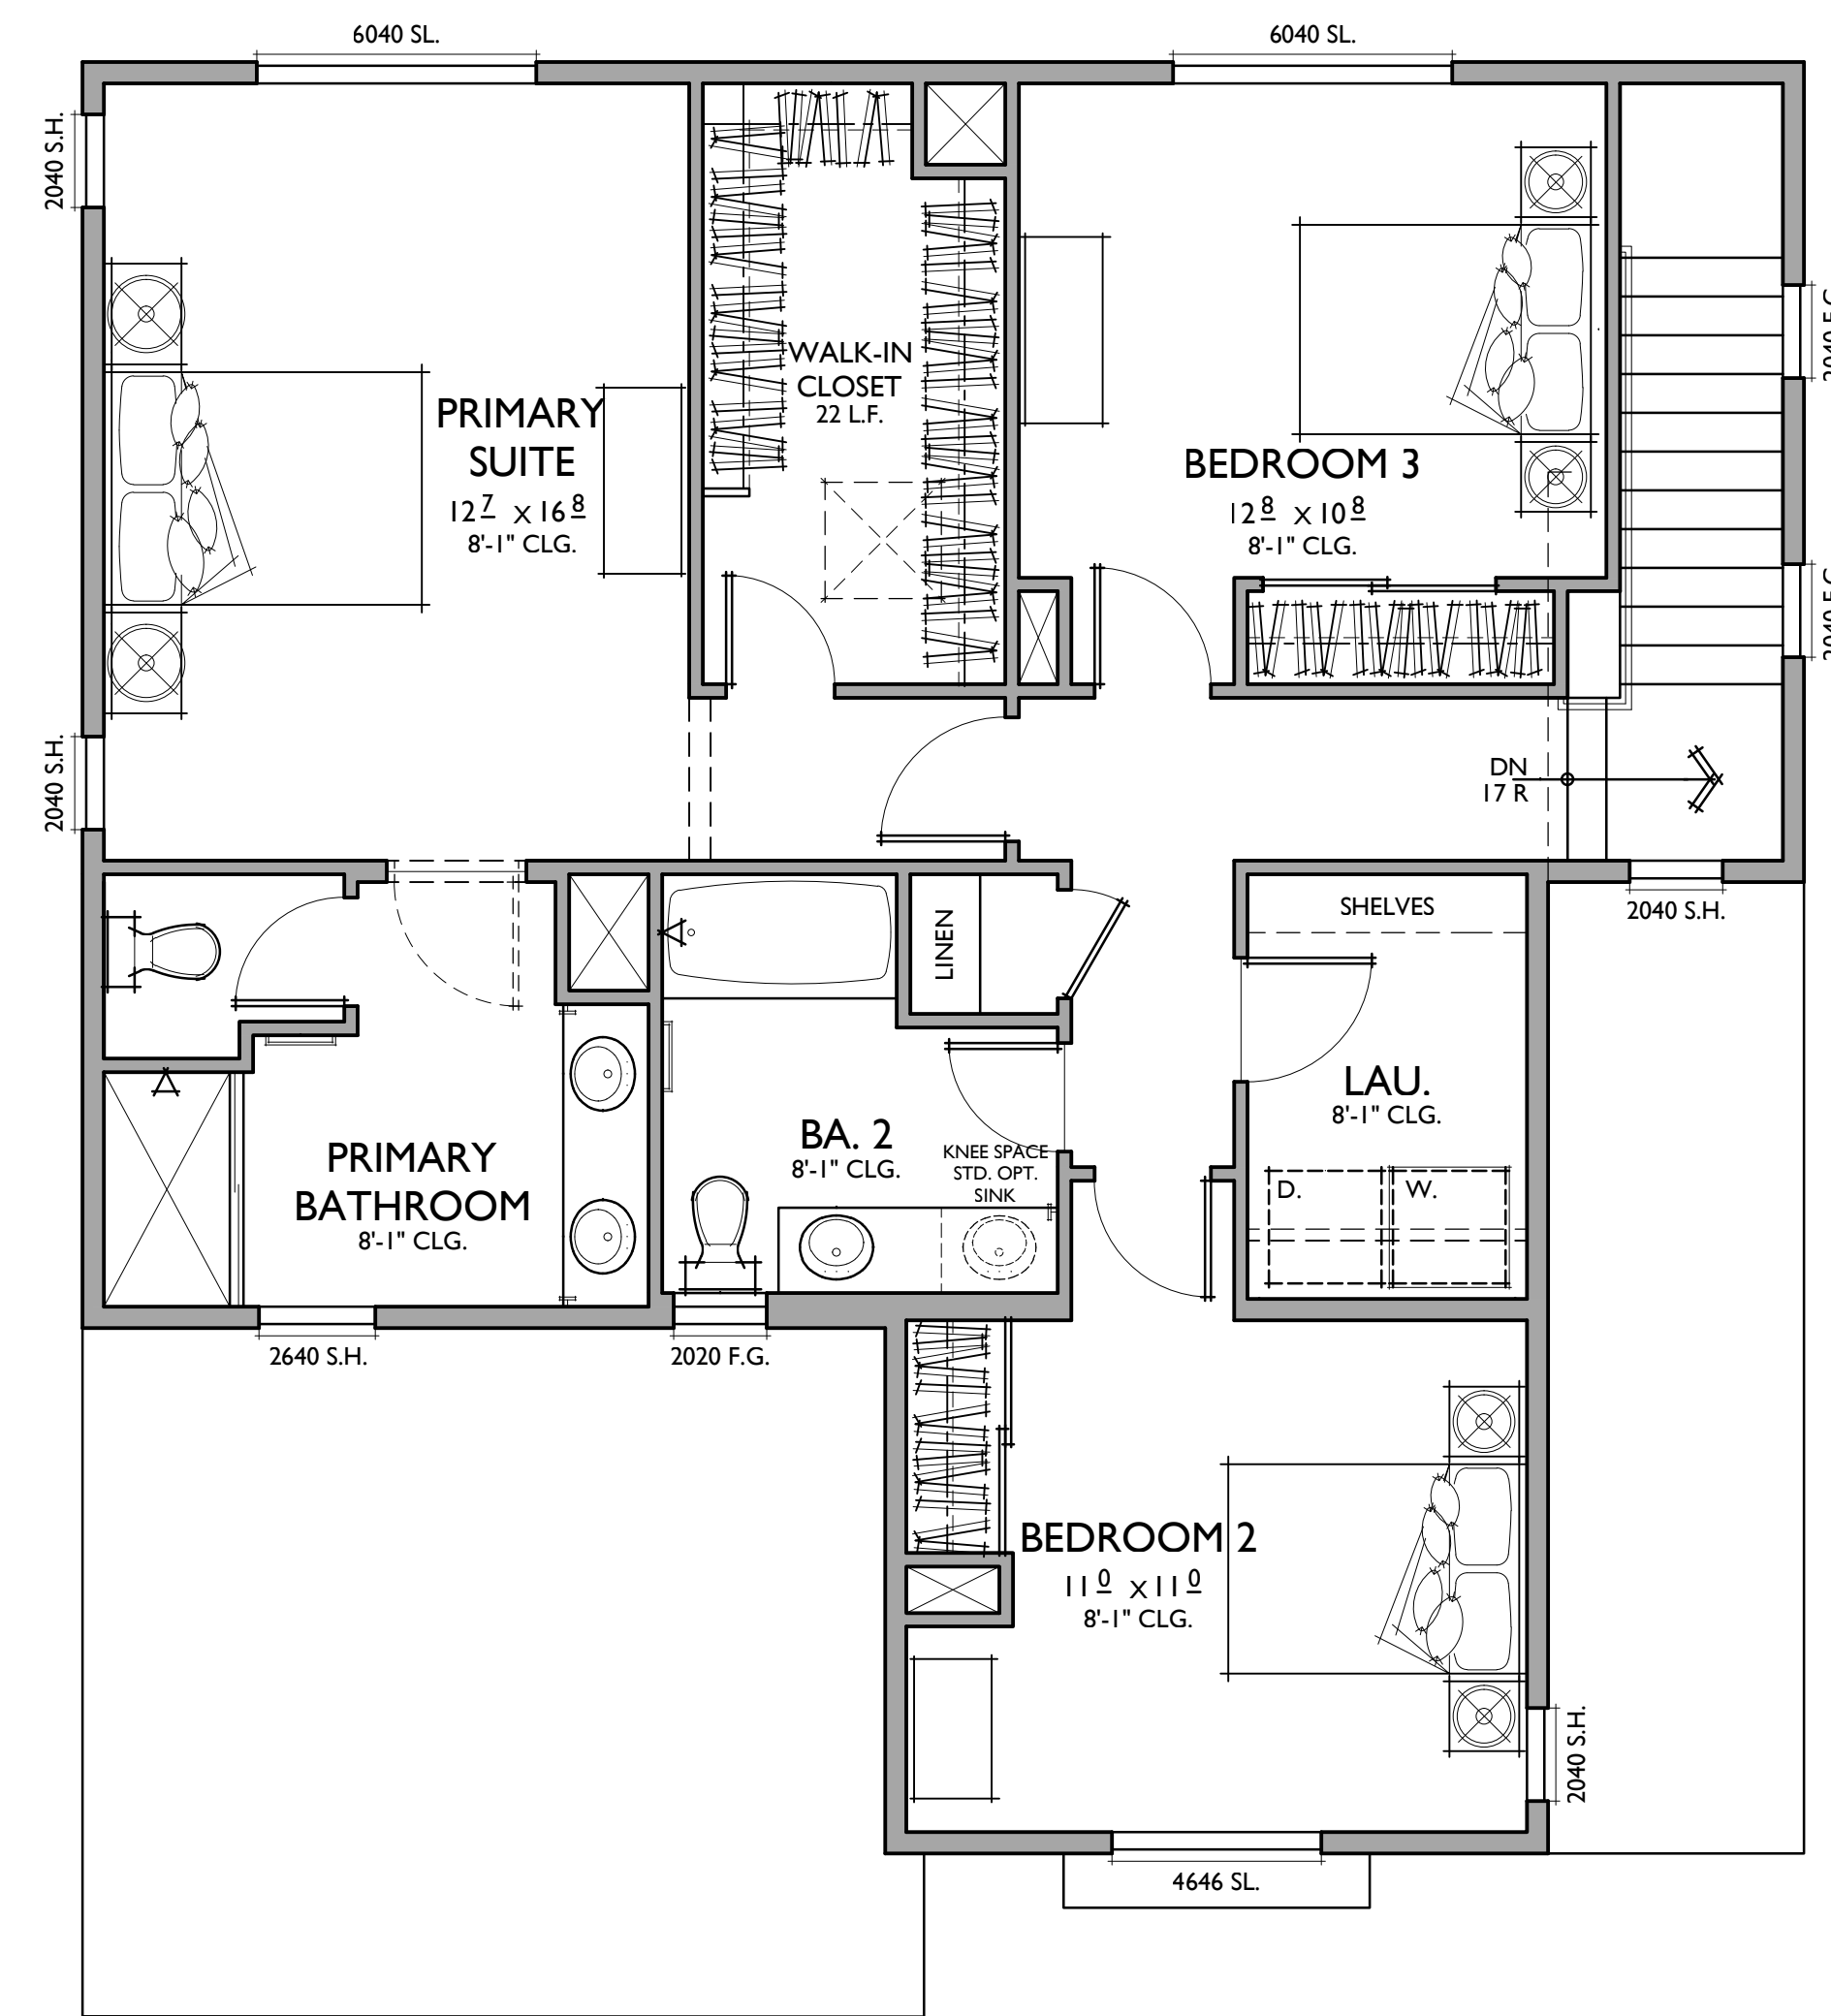 6040 SL.
6040 SL.
2040 S.H.
WALK-IN
CLOSET
22 L.F.
PRIMARY
SUITE
12 7 X 16 8
8'-1" CLG.
BEDROOM 3
12 8 X 10 8
8'-1" CLG.
2040 F.G.
2040 F.G.
2040 S.H.
DN
17 R
SHELVES
2040 S.H.
LINEN
LAU.
8'-1" CLG.
PRIMARY
BATHROOM
8'-1" CLG.
BA. 2
8'-1" CLG.
KNEE SPACE
STD. OPT.
SINK
D.
W.
2640 S.H.
2020 F.G.
BEDROOM 2
11 0 X 11 0
8'-1" CLG.
2040 S.H.
4646 SL.